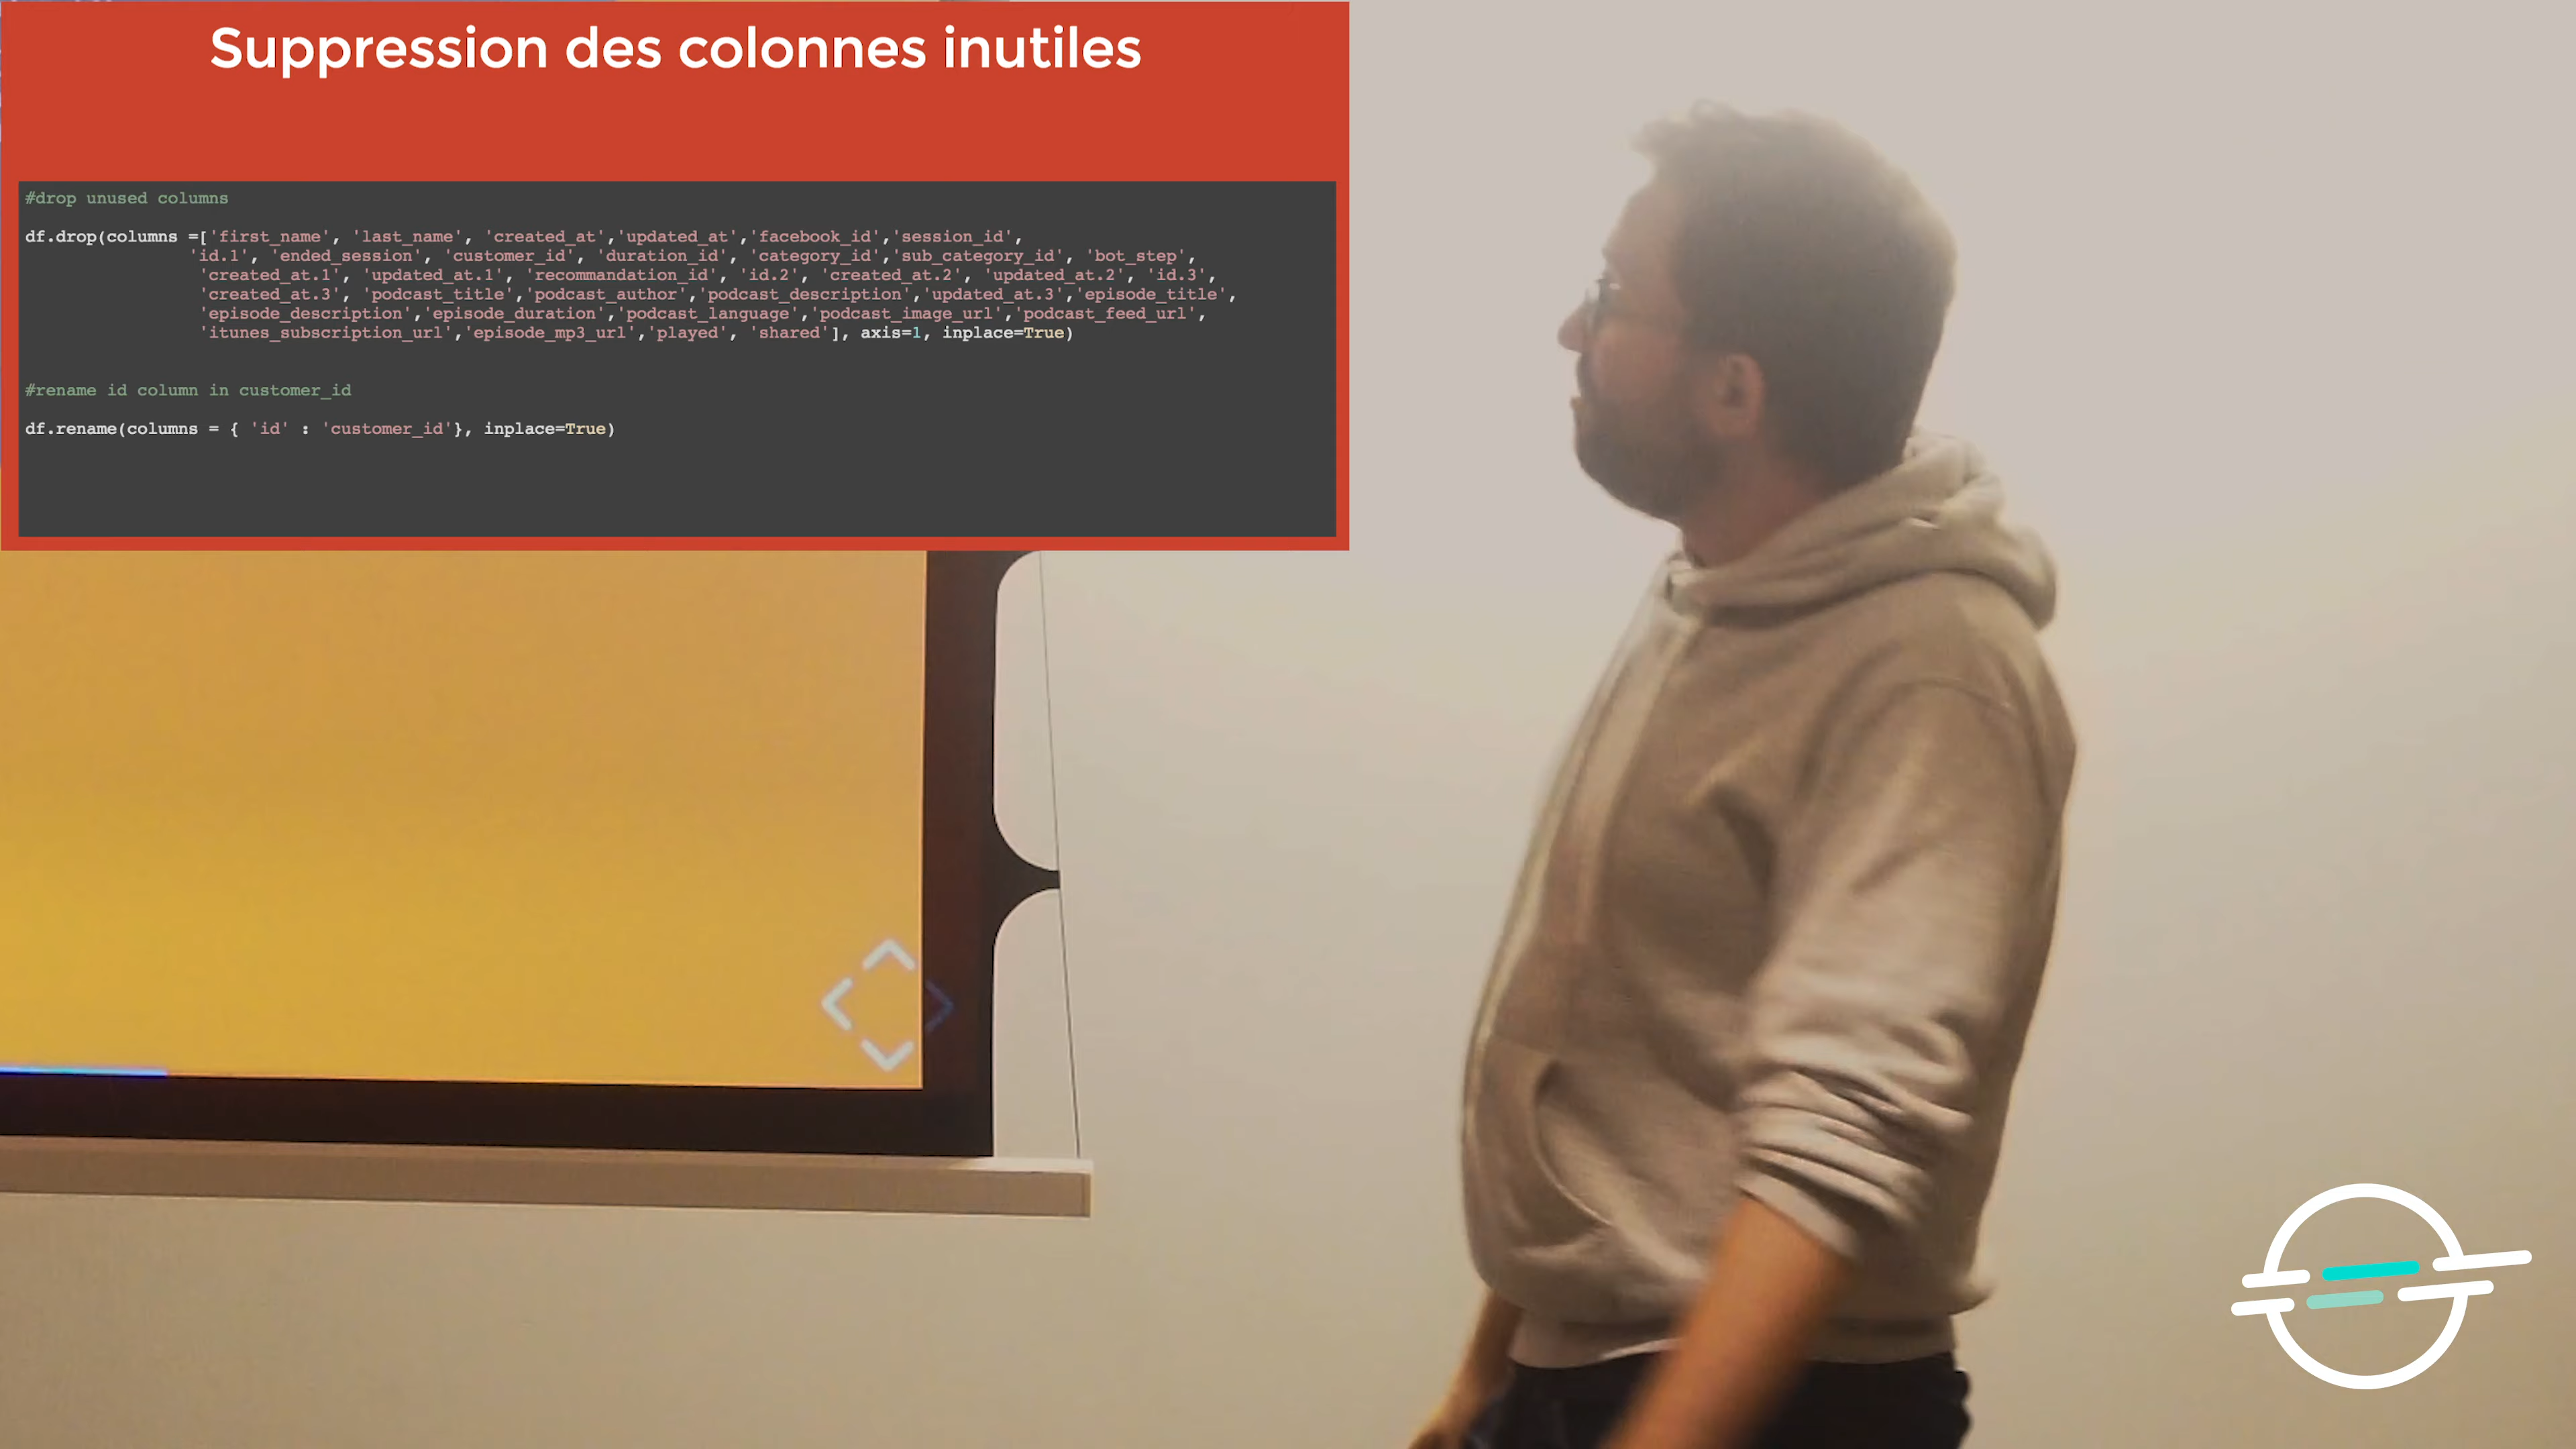 Suppression des colonnes inutiles
#drop unused columns
df.drop(columns =['first_name', 'last_name', 'created_at','updated_at','facebook_id','session_id',
'id.1', 'ended_session', 'customer_id', 'duration_id', 'category_id','sub_category_id', 'bot_step',
'created_at.1', 'updated_at.1', 'recommandation_id', 'id.2', 'created_at.2', 'updated_at.2', 'id.3',
'created_at.3', 'podcast_title','podcast_author','podcast_description','updated_at.3','episode_title',
'episode_description','episode_duration','podcast_language','podcast_image_url','podcast_feed_url',
'itunes_subscription_url','episode_mp3_url','played', 'shared'], axis=1, inplace=True)
#rename id column in customer_id
df.rename(columns = { 'id' : 'customer_id'}, inplace=True)